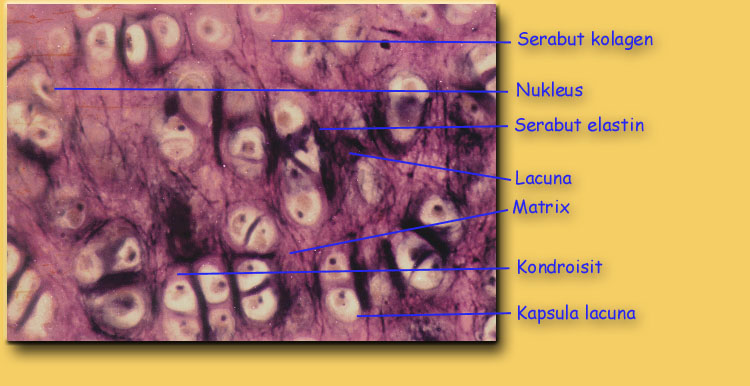 Serabut kolagen
Nukleus
Serabut elastin
Lacuna
Matrix
Kondroisit
Kapsula lacuna